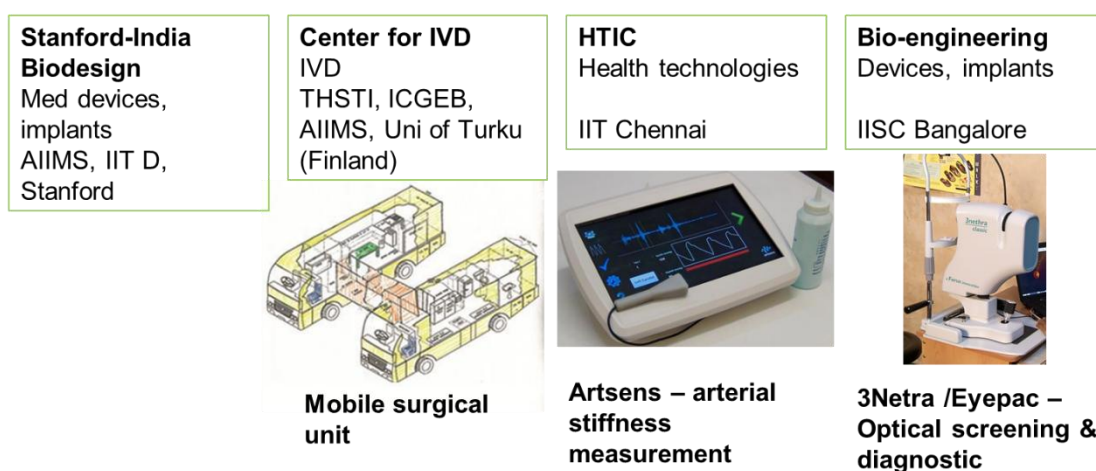 Stanford-India
Biodesign
Med devices,
implants
AIIMS, IIT D,
Stanford
Center for IVD
IVD
THSTI, ICGEB,
AIIMS, Uni of Turku
(Finland)
HTIC
Health technologies
IIT Chennai
Bio-engineering
Devices, implants
IISC Bangalore
3nethra
classic
Mobile surgical
unit
Artsens – arterial
stiffness
measurement
3Netra /Eyepac –
Optical screening &
diagnostic